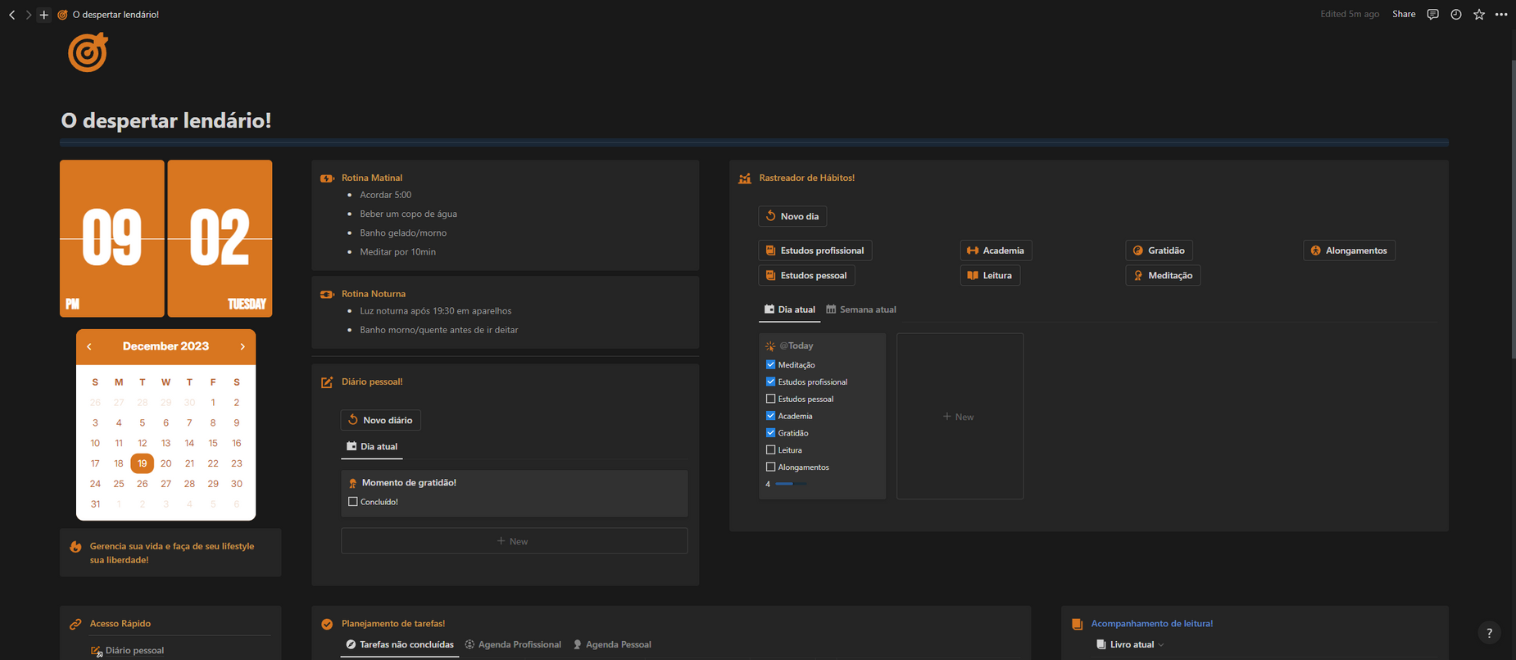 O despertar lendário!
Edited 5m ago
Share
O despertar lendário!
09
PM
02
TUESDAY
December 2023
S M T W T F S
26 27 28 29 30 1 2
3 4 5 6 7 8 9
10 11 12 13 14 15 16
17 18 19 20 21 22 23
24 25 26 27 28 29 30
31 1 2 3 4 5 6
Gerencia sua vida e faça de seu lifestyle
sua liberdade!
Rotina Matinal
Acordar 5:00
Beber um copo de água
Banho gelado/morno
Meditar por 10min
Rotina Noturna
Luz noturna após 19:30 em aparelhos
Banho morno/quente antes de ir deitar
Diário pessoal!
Novo diário
Dia atual
Momento de gratidão!
Concluído!
+ New
Rastreador de Hábitos!
Novo dia
Estudos profissional
Academia
Gratidão
Alongamentos
Estudos pessoal
Leitura
Meditação
Dia atual
Semana atual
@Today
Meditação
Estudos profissional
Estudos pessoal
Academia
Gratidão
Leitura
Alongamentos
4
+ New
Acesso Rápido
Diário pessoal
Planejamento de tarefas!
Tarefas não concluídas
Agenda Profissional
Agenda Pessoal
Acompanhamento de leitura!
Livro atual
?